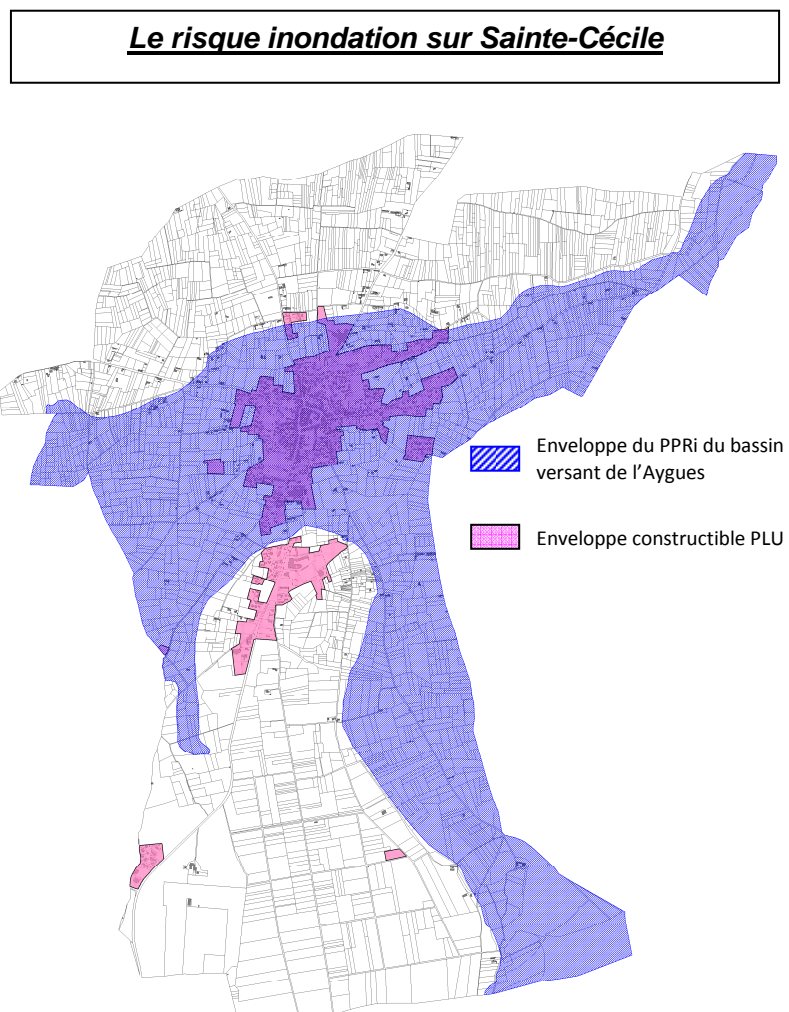 Le risque inondation sur Sainte-Cécile
Enveloppe du PPRi du bassin
versant de l’Aygues
Enveloppe constructible PLU